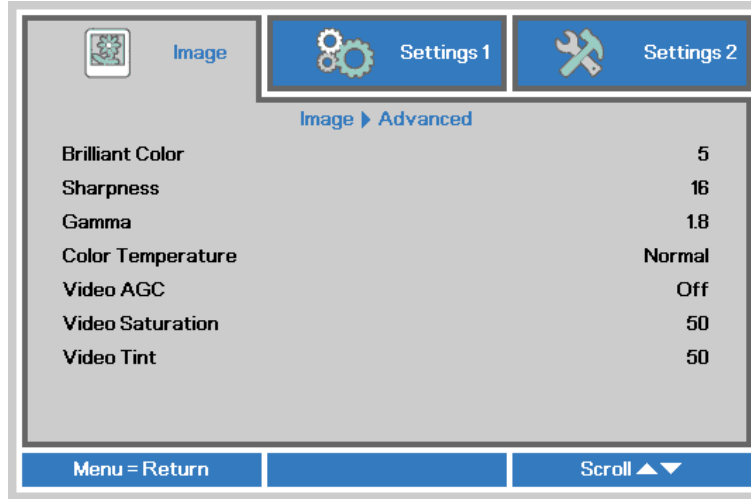 Image Settings 1 Settings 2
Image ▶ Advanced
Brilliant Color 5
Sharpness 16
Gamma 1.8
Color Temperature Normal
Video AGC Off
Video Saturation 50
Video Tint 50
Menu = Return Scroll ▲▼